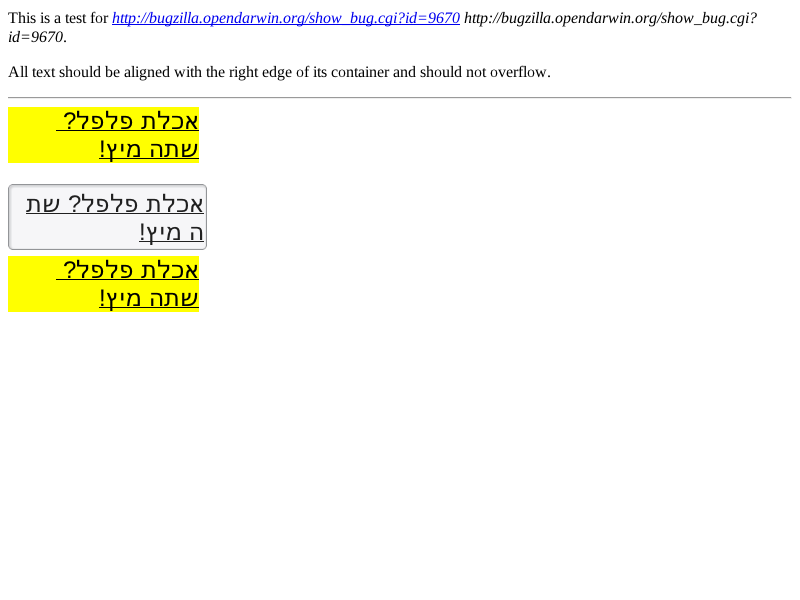 This is a test for http://bugzilla.opendarwin.org/show_bug.cgi?id=9670 http://bugzilla.opendarwin.org/show_bug.cgi?
id=9670.
All text should be aligned with the right edge of its container and should not overflow.
אכלת פלפל?
שתה מיץ!
אכלת פלפל? שת
ה מיץ!
אכלת פלפל?
שתה מיץ!